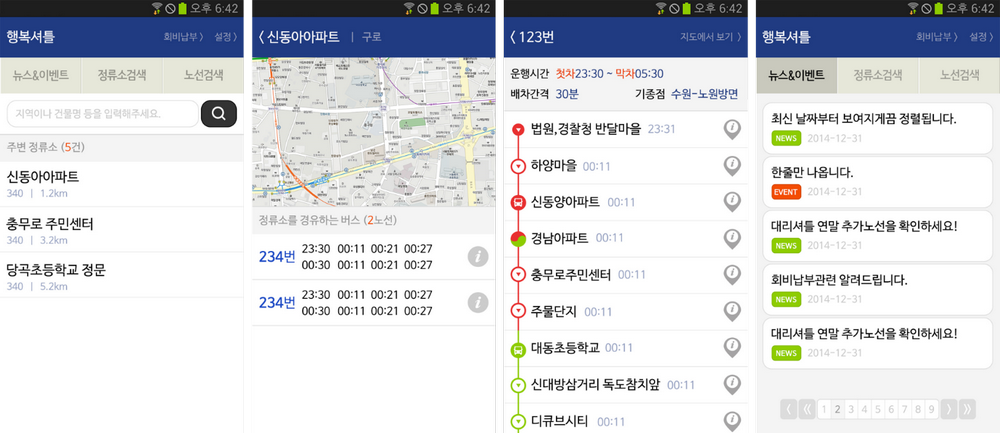 오후 6:42
행복셔틀 회비납부 〉 설정 〉
뉴스&이벤트 정류소검색 노선검색
지역이나 건물명 등을 입력해주세요.
주변 정류소 (5건)
신동아아파트
340 | 1.2km
충무로 주민센터
340 | 3.2km
당곡초등학교 정문
340 | 5.2km
오후 6:42
〈 신동아아파트 | 구로
정류소를 경유하는 버스 (2노선)
234번
23:30 00:11 00:21 00:27
00:30 00:11 00:21 00:27
234번
23:30 00:11 00:21 00:27
00:30 00:11 00:21 00:27
오후 6:42
〈 123번 지도에서 보기 〉
운행시간 첫차23:30 ~ 막차05:30
배차간격 30분 기종점 수원-노원방면
법원,경찰청 반달마을 23:31
하양마을 00:11
신동양아파트 00:11
경남아파트 00:11
충무로주민센터 00:11
주물단지 00:11
대동초등학교 00:11
신대방삼거리 독도참치앞 00:11
디큐브시티 00:11
오후 6:42
행복셔틀 회비납부 〉 설정 〉
뉴스&이벤트 정류소검색 노선검색
최신 날짜부터 보여지게끔 정렬됩니다.
NEWS 2014-12-31
한줄만 나옵니다.
EVENT 2014-12-31
대리셔틀 연말 추가노선을 확인하세요!
NEWS 2014-12-31
회비납부관련 알려드립니다.
NEWS 2014-12-31
대리셔틀 연말 추가노선을 확인하세요!
NEWS 2014-12-31
〈 《 1 2 3 4 5 6 7 8 9 〉 》